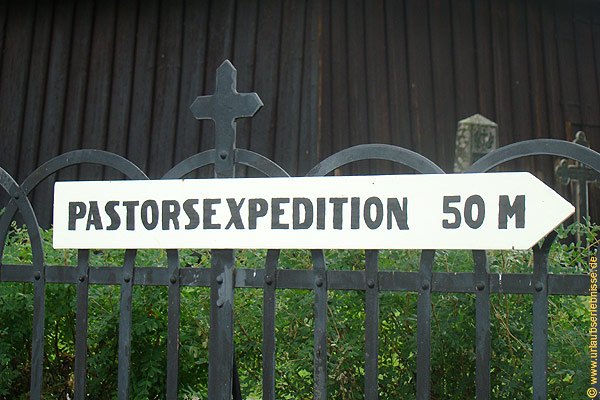 PASTORSEXPEDITION 50 M
© www.urlaubserlebnisse.de